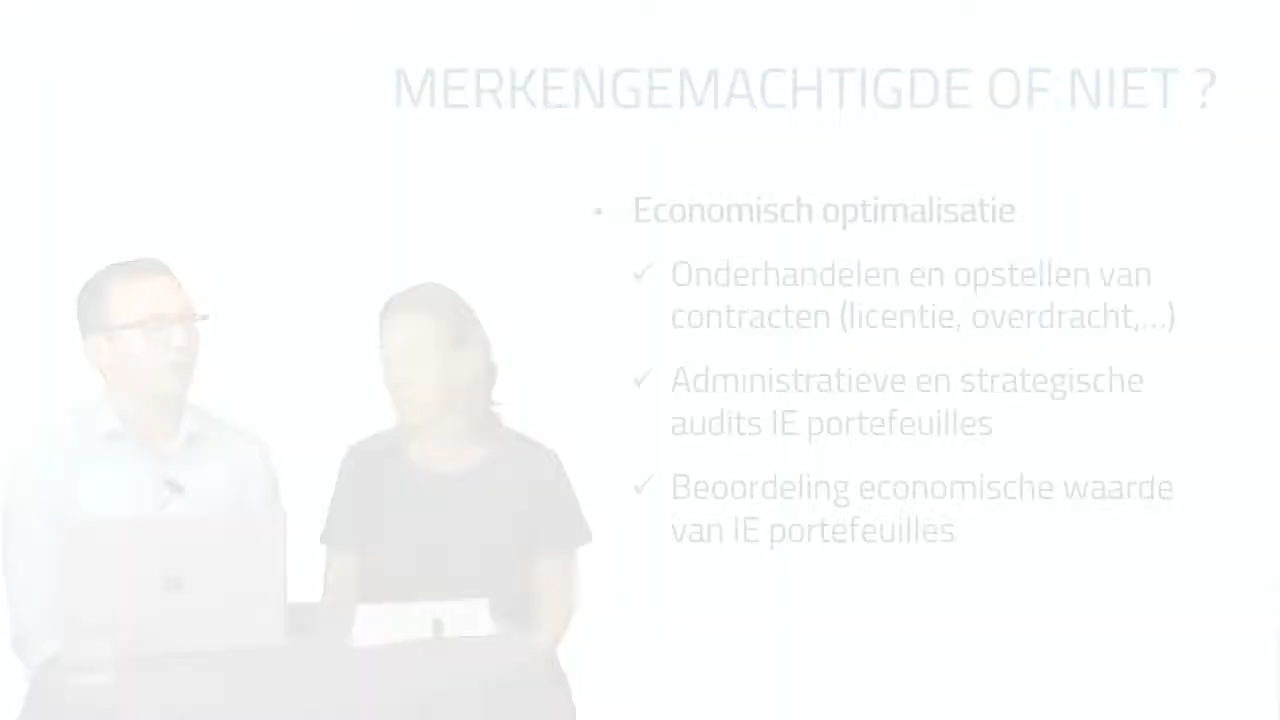 MERKENGEMACHTIGDE OF NIET ?
• Economisch optimalisatie
✓ Onderhandelen en opstellen van
contracten (licentie, overdracht,...)
✓ Administratieve en strategische
audits IE portefeuilles
✓ Beoordeling economische waarde
van IE portefeuilles